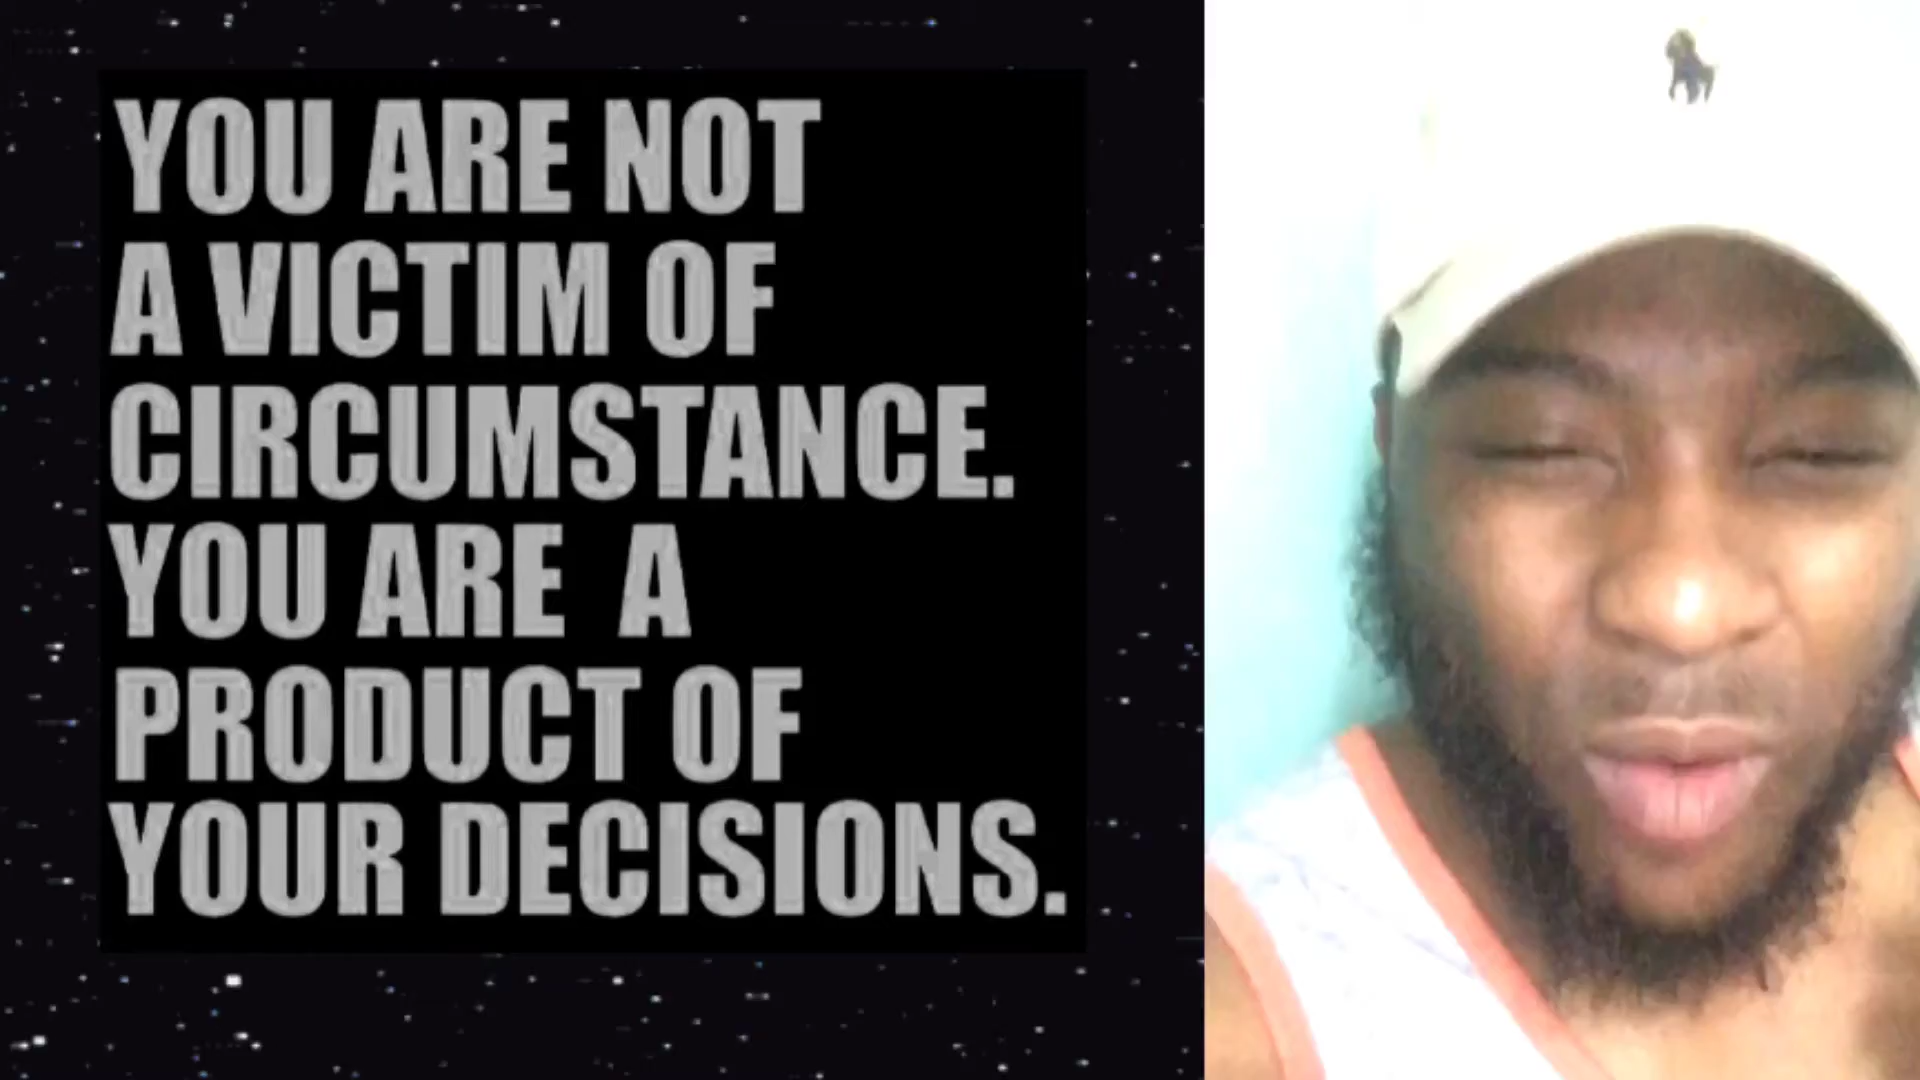 YOU ARE NOT
A VICTIM OF
CIRCUMSTANCE.
YOU ARE A
PRODUCT OF
YOUR DECISIONS.